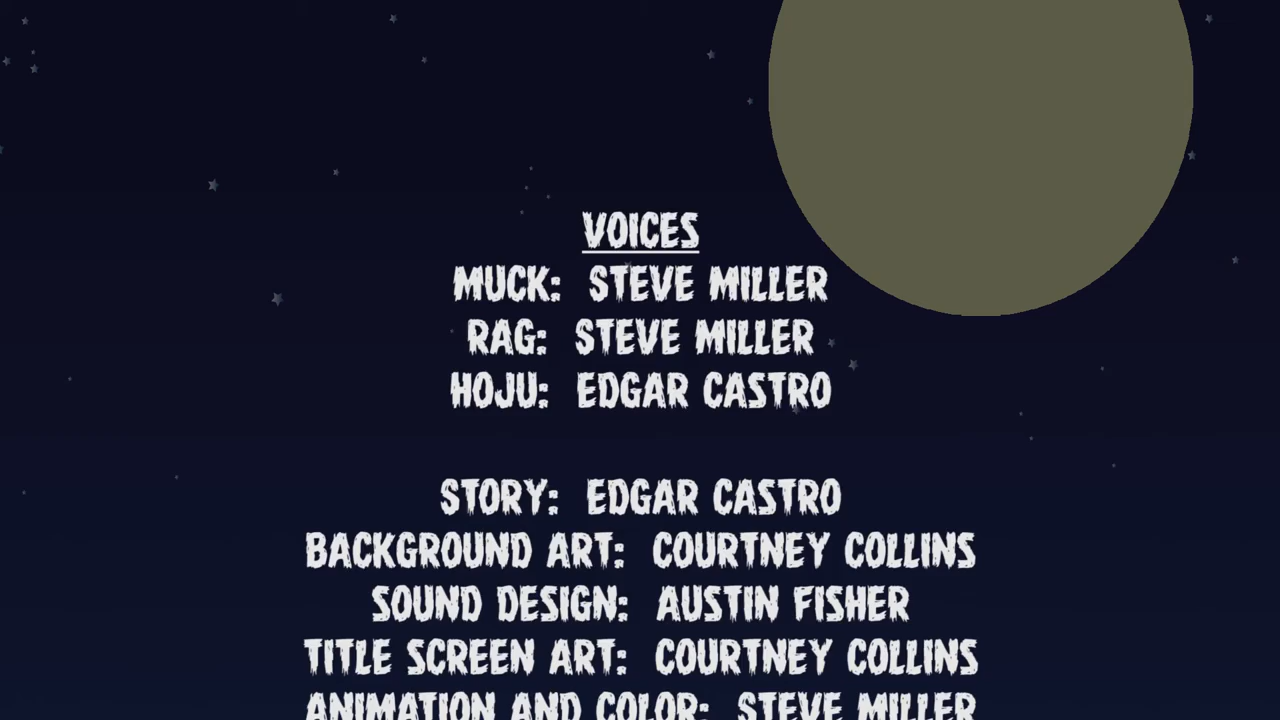 VOICES
MUCK: STEVE MILLER
RAG: STEVE MILLER
HOJU: EDGAR CASTRO
STORY: EDGAR CASTRO
BACKGROUND ART: COURTNEY COLLINS
SOUND DESIGN: AUSTIN FISHER
TITLE SCREEN ART: COURTNEY COLLINS
ANIMATION AND COLOR: STEVE MILLER